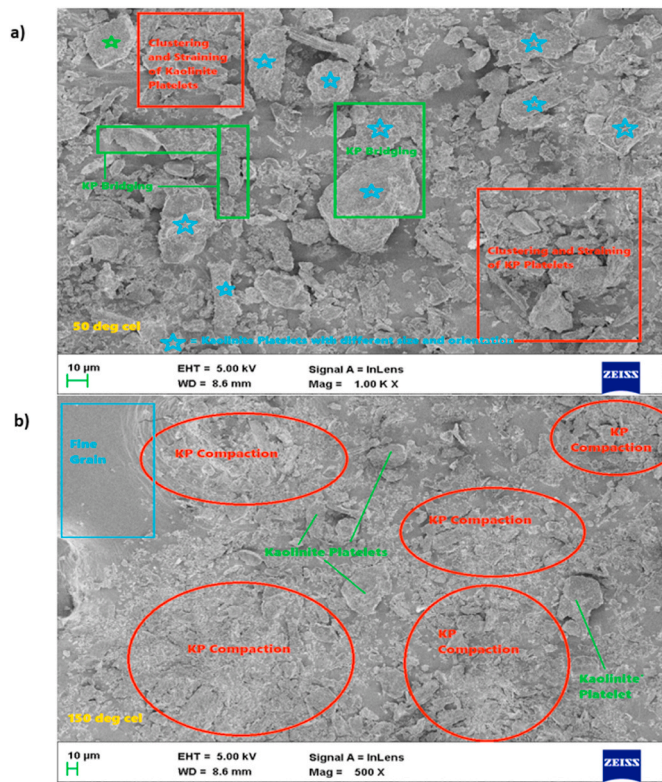 a)
Clustering
and Straining
of Kaolinite
Platelets
KP Bridging
KP Bridging
Clustering and Straining
of KP Platelets
50 deg cel
= Kaolinite Platelets with different size and orientation
10 µm
EHT = 5.00 kV
Signal A = InLens
WD = 8.6 mm
Mag = 1.00 K X
ZEISS
b)
Fine
Grain
KP Compaction
KP
Compaction
KP Compaction
Kaolinite Platelets
KP Compaction
KP
Compaction
Kaolinite
Platelet
150 deg cel
10 µm
EHT = 5.00 kV
Signal A = InLens
WD = 8.6 mm
Mag = 500 X
ZEISS